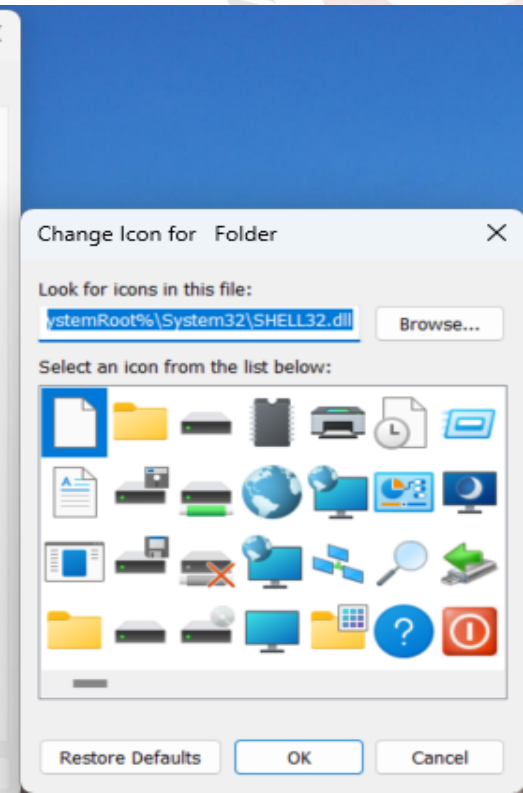 Change Icon for Folder
Look for icons in this file:
ystemRoot%\System32\SHELL32.dll
Browse...
Select an icon from the list below:
Restore Defaults
OK
Cancel